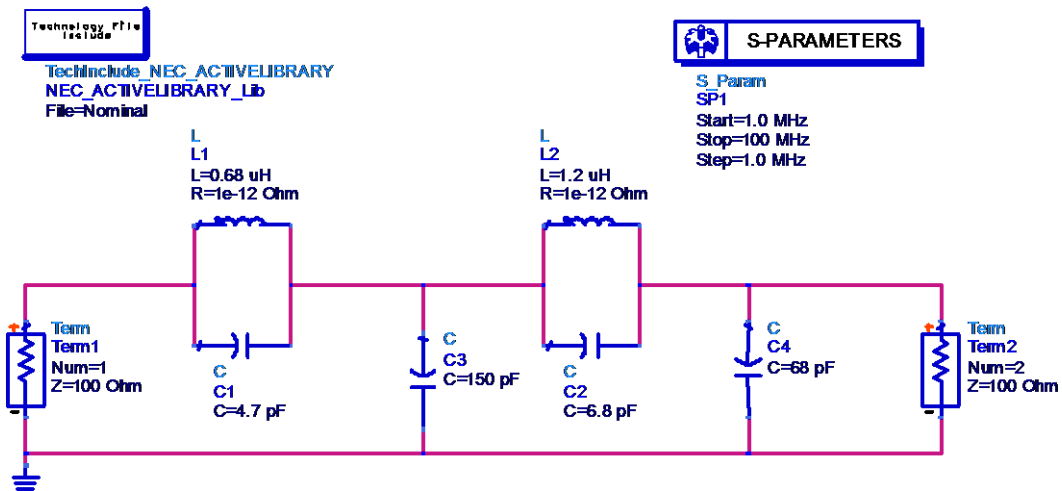 Technology File
Include
TechInclude_NEC_ACTIVELIBRARY
NEC_ACTIVELIBRARY_Lib
File=Nominal
S-PARAMETERS
S_Param
SP1
Start=1.0 MHz
Stop=100 MHz
Step=1.0 MHz
L
L1
L=0.68 uH
R=1e-12 Ohm
L
L2
L=1.2 uH
R=1e-12 Ohm
+
Term
Term1
Num=1
Z=100 Ohm
-
C
C1
C=4.7 pF
C
C3
C=150 pF
C
C2
C=6.8 pF
C
C4
C=68 pF
+
Term
Term2
Num=2
Z=100 Ohm
-